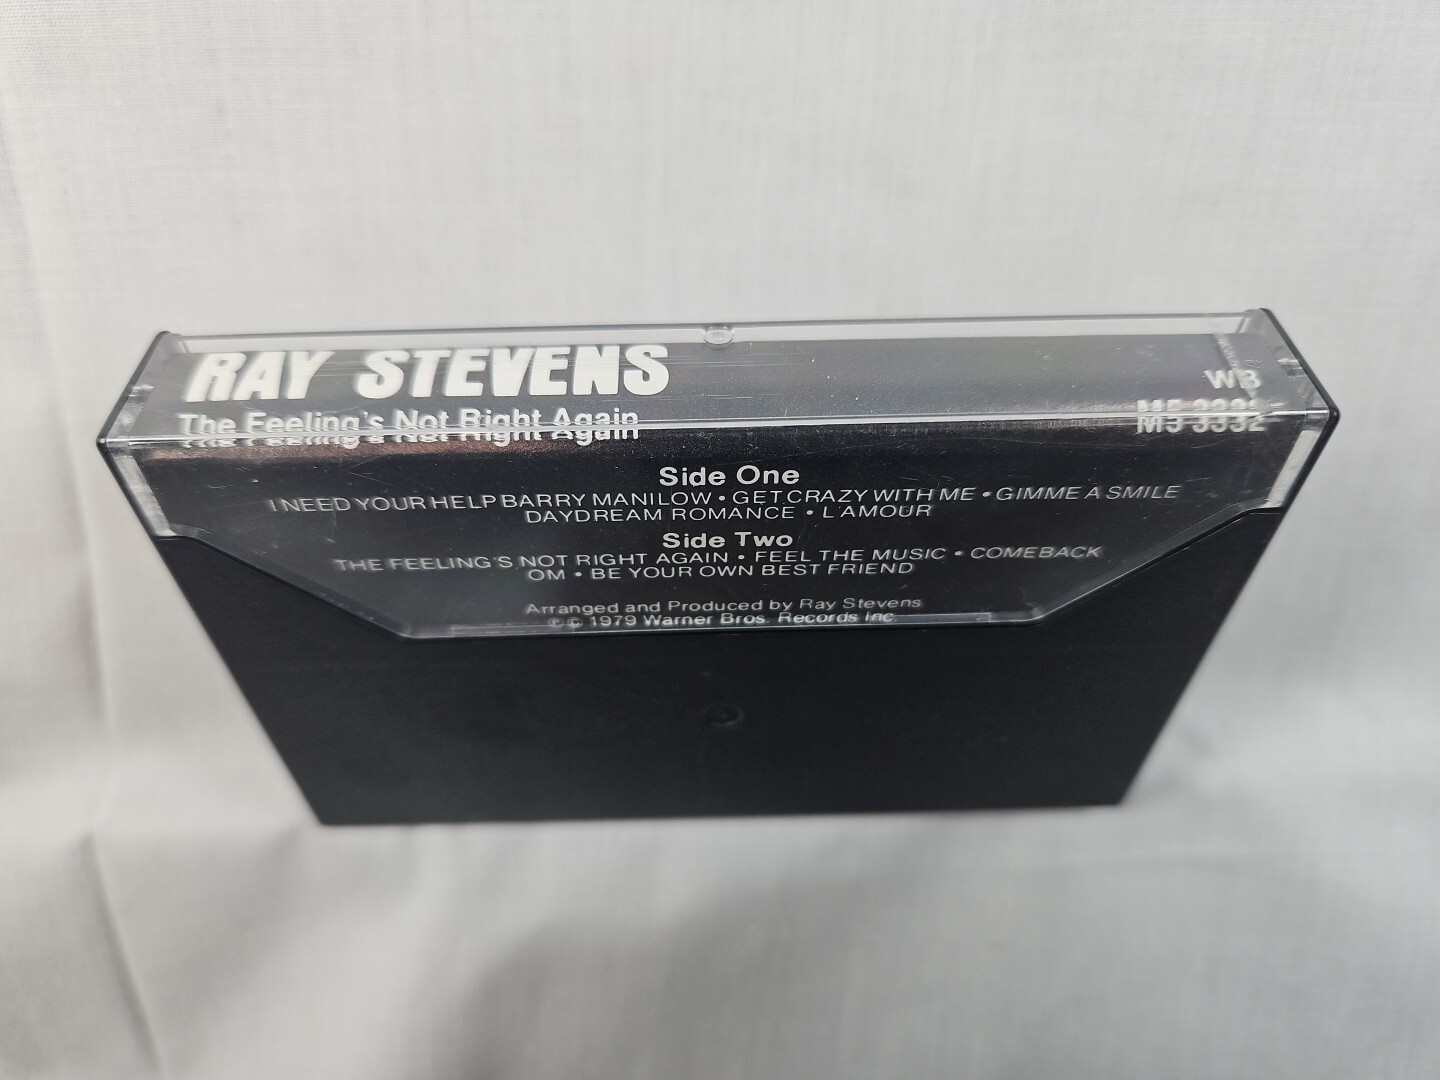 RAY STEVENS
The Feeling's Not Right Again
WB
M5 3332
Side One
I NEED YOUR HELP BARRY MANILOW • GET CRAZY WITH ME • GIMME A SMILE
DAYDREAM ROMANCE • L'AMOUR
Side Two
THE FEELING'S NOT RIGHT AGAIN • FEEL THE MUSIC • COMEBACK
OM • BE YOUR OWN BEST FRIEND
Arranged and Produced by Ray Stevens
℗© 1979 Warner Bros. Records Inc.